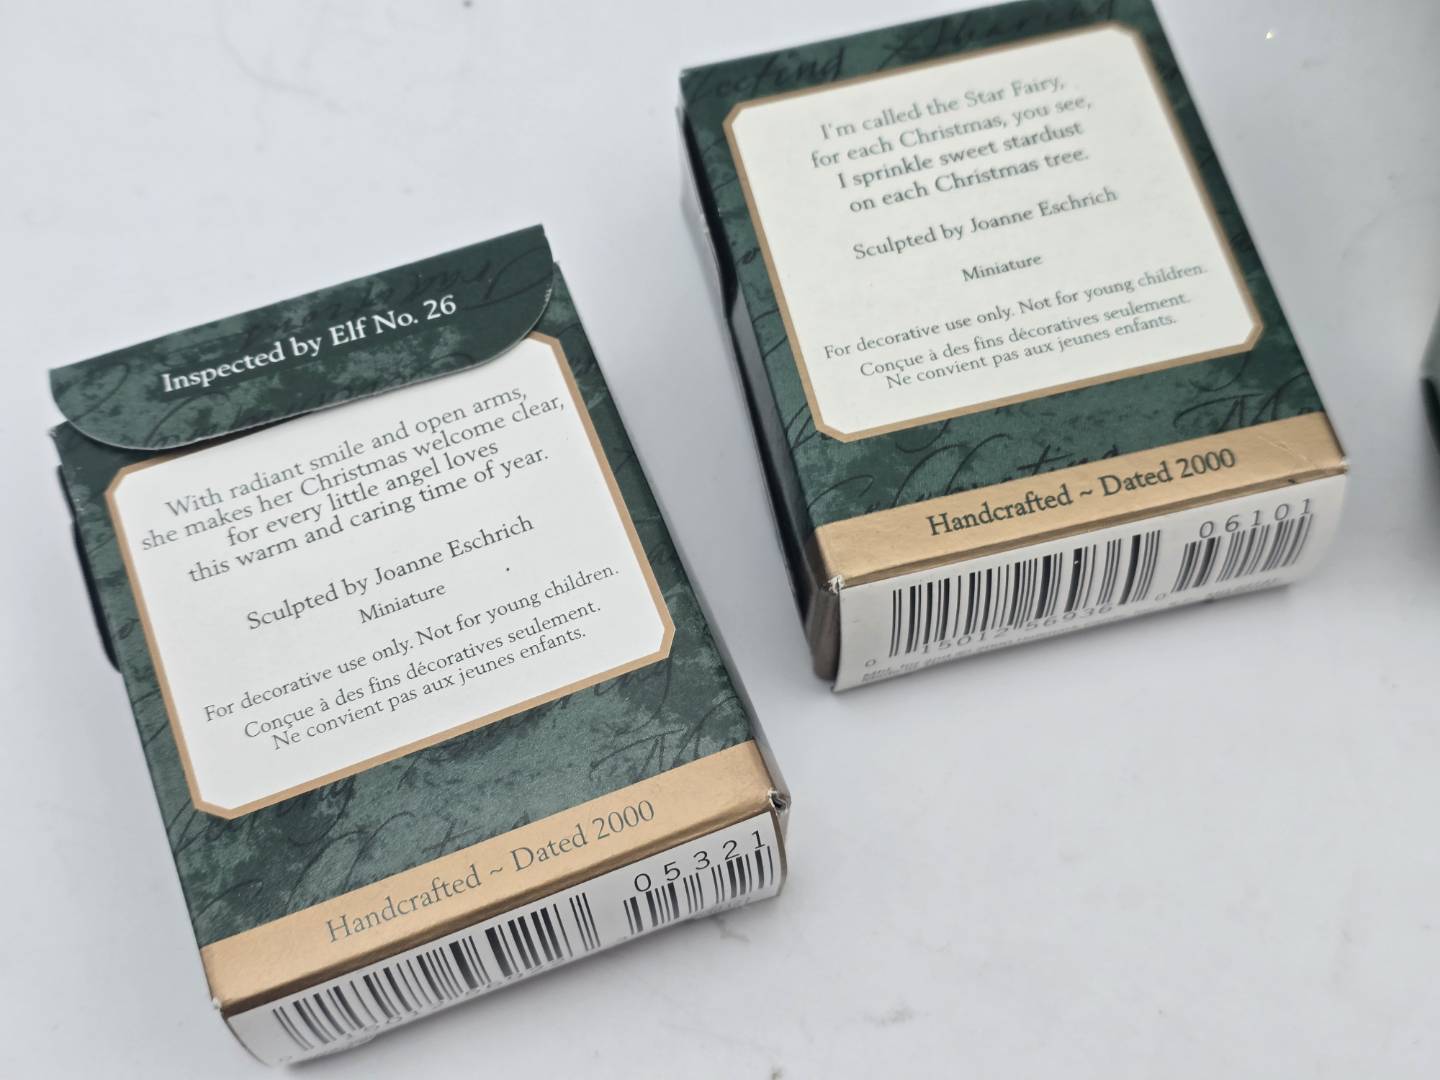 Inspected by Elf No. 26
With radiant smile and open arms,
she makes her Christmas welcome clear,
for every little angel loves
this warm and caring time of year.
Sculpted by Joanne Eschrich
Miniature
For decorative use only. Not for young children.
Conçue à des fins décoratives seulement.
Ne convient pas aux jeunes enfants.
Handcrafted ~ Dated 2000
05321
I'm called the Star Fairy,
for each Christmas, you see,
I sprinkle sweet stardust
on each Christmas tree.
Sculpted by Joanne Eschrich
Miniature
For decorative use only. Not for young children.
Conçue à des fins décoratives seulement.
Ne convient pas aux jeunes enfants.
Handcrafted ~ Dated 2000
06101
0 15012 56936 0